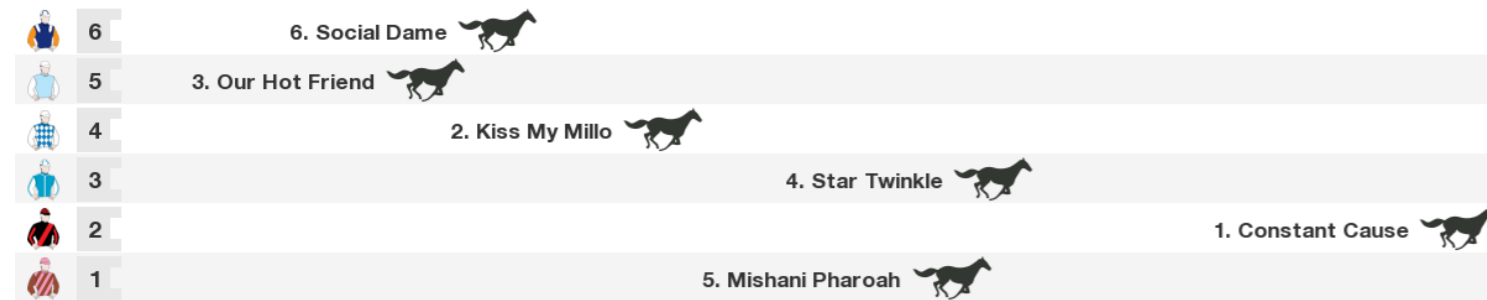 6 6. Social Dame
5 3. Our Hot Friend
4 2. Kiss My Millo
3 4. Star Twinkle
2 1. Constant Cause
1 5. Mishani Pharoah